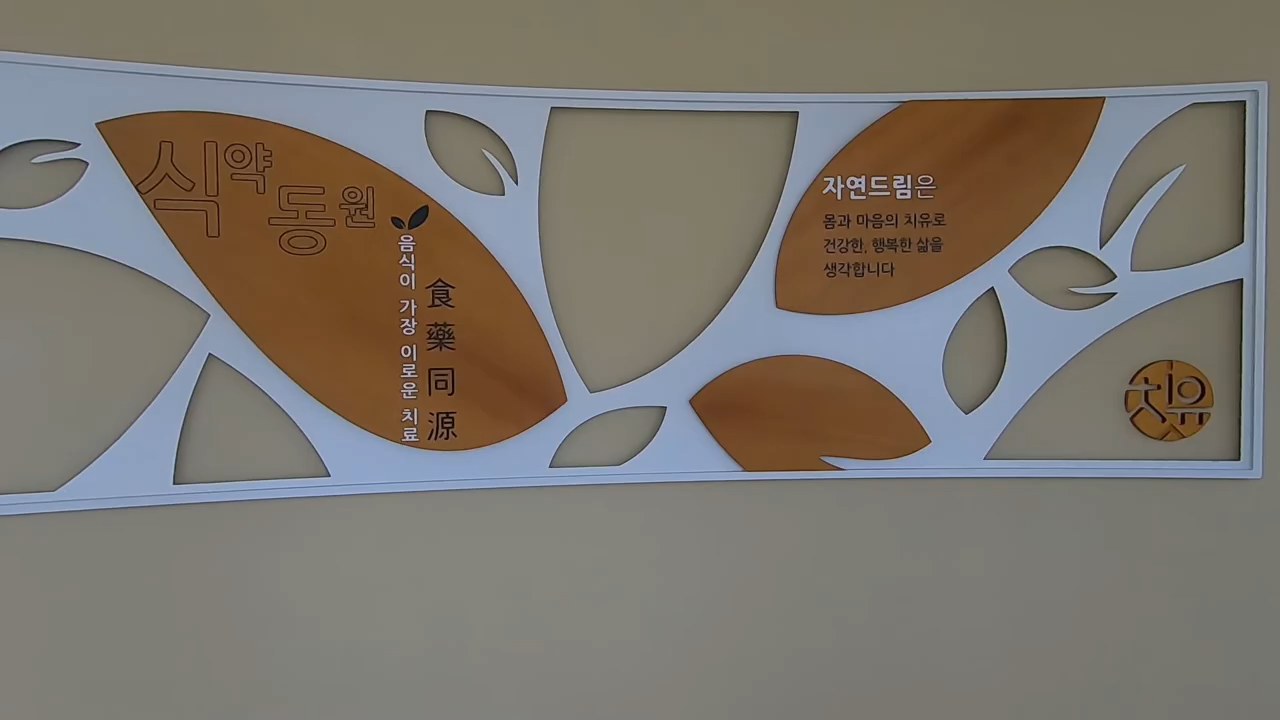 식약동원
음식이 가장 이로운 치료
食藥同源
자연드림은
몸과 마음의 치유로
건강한, 행복한 삶을
생각합니다
치유